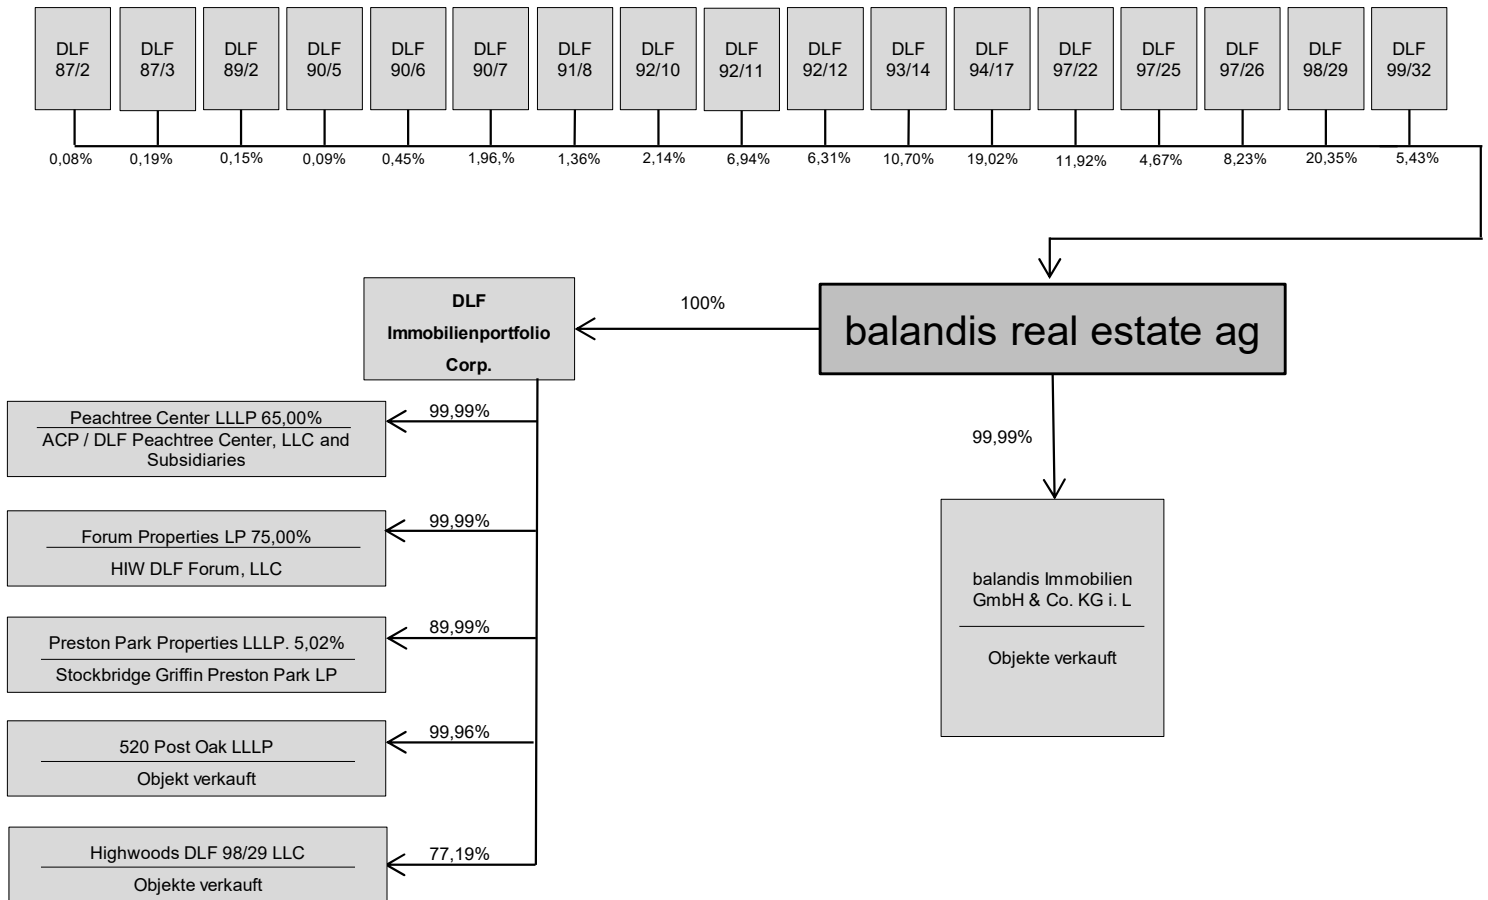 DLF
87/2
DLF
87/3
DLF
89/2
DLF
90/5
DLF
90/6
DLF
90/7
DLF
91/8
DLF
92/10
DLF
92/11
DLF
92/12
DLF
93/14
DLF
94/17
DLF
97/22
DLF
97/25
DLF
97/26
DLF
98/29
DLF
99/32
0,08%
0,19%
0,15%
0,09%
0,45%
1,96,%
1,36%
2,14%
6,94%
6,31%
10,70%
19,02%
11,92%
4,67%
8,23%
20,35%
5,43%
DLF
Immobilienportfolio
Corp.
100%
balandis real estate ag
99,99%
Peachtree Center LLLP 65,00%
ACP / DLF Peachtree Center, LLC and
Subsidiaries
99,99%
Forum Properties LP 75,00%
HIW DLF Forum, LLC
99,99%
Preston Park Properties LLLP. 5,02%
Stockbridge Griffin Preston Park LP
89,99%
520 Post Oak LLLP
Objekt verkauft
99,96%
Highwoods DLF 98/29 LLC
Objekte verkauft
77,19%
balandis Immobilien
GmbH & Co. KG i. L
Objekte verkauft